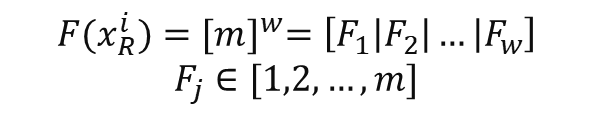 F(x_R^i) = [m]^w= [F_1|F_2| … |F_w]
F_j ∈ [1,2, …, m]